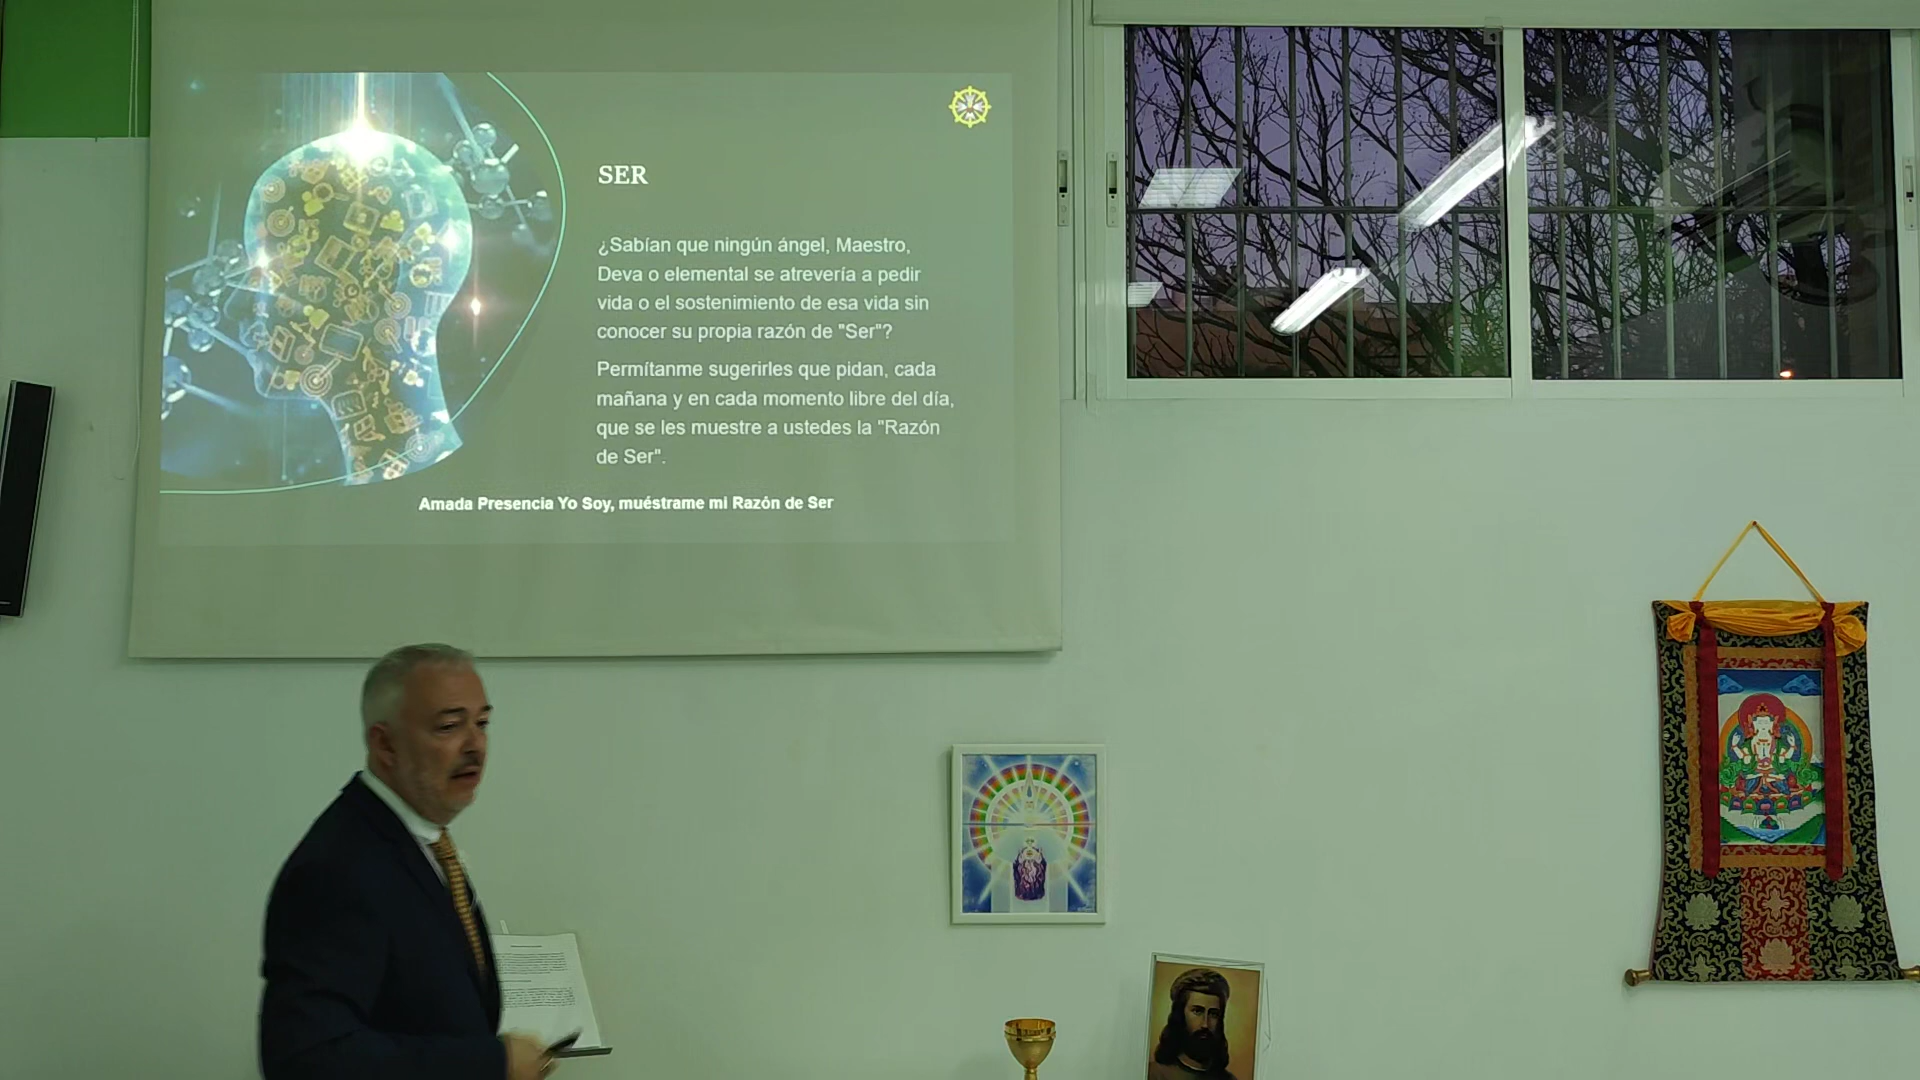 SER
¿Sabían que ningún ángel, Maestro,
Deva o elemental se atrevería a pedir
vida o el sostenimiento de esa vida sin
conocer su propia razón de "Ser"?
Permítanme sugerirles que pidan, cada
mañana y en cada momento libre del día,
que se les muestre a ustedes la "Razón
de Ser".
Amada Presencia Yo Soy, muéstrame mi Razón de Ser